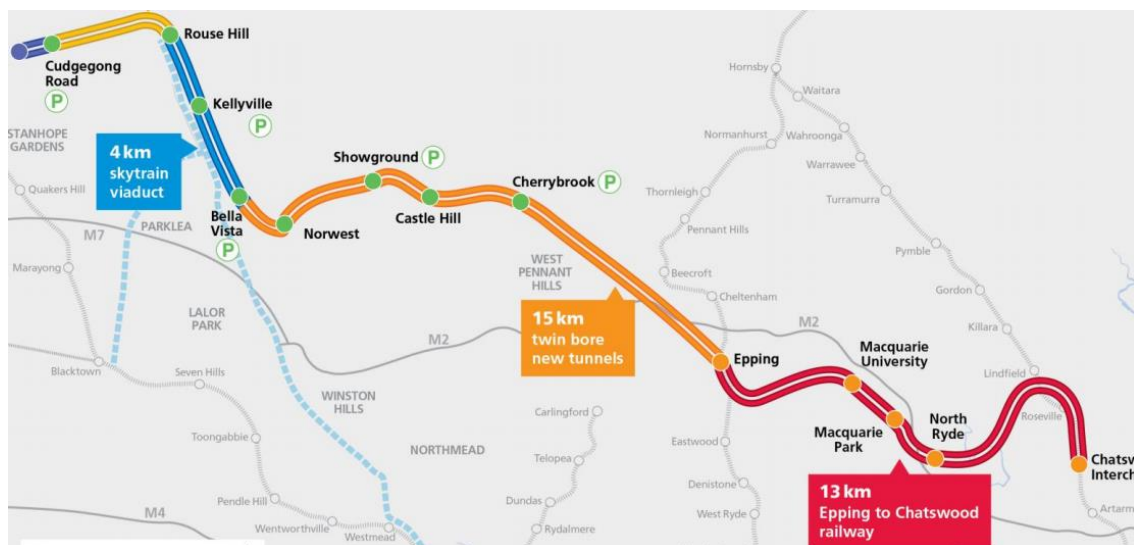 Rouse Hill
Cudgegong
Road
P
Kellyville
P
STANHOPE
GARDENS
4 km
skytrain
viaduct
Quakers Hill
Bella
Vista
P
PARKLEA
M7
Norwest
Showground
P
Castle Hill
Cherrybrook
P
Marayong
LALOR
PARK
M2
Blacktown
Seven Hills
WINSTON
HILLS
Toongabbie
NORTHMEAD
Pendle Hill
M4
Wentworthville
Westmead
WEST
PENNANT
HILLS
15 km
twin bore
new tunnels
Carlingford
Telopea
Dundas
Rydalmere
Hornsby
Waitara
Normanhurst
Wahroonga
Warrawee
Thornleigh
Turramurra
Pennant Hills
Pymble
Beecroft
Cheltenham
Gordon
Killara
M2
Epping
Macquarie
University
Lindfield
Roseville
Eastwood
Macquarie
Park
North
Ryde
Denistone
West Ryde
13 km
Epping to Chatswood
railway
Chatsw
Interch
Artarm